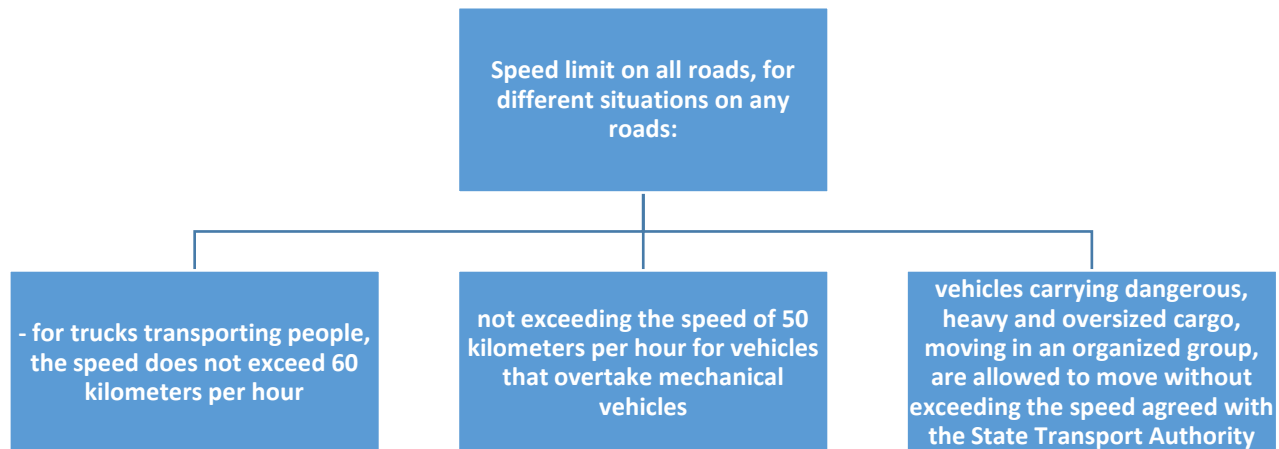 Speed limit on all roads, for
different situations on any
roads:
- for trucks transporting people,
the speed does not exceed 60
kilometers per hour
not exceeding the speed of 50
kilometers per hour for vehicles
that overtake mechanical
vehicles
vehicles carrying dangerous,
heavy and oversized cargo,
moving in an organized group,
are allowed to move without
exceeding the speed agreed with
the State Transport Authority